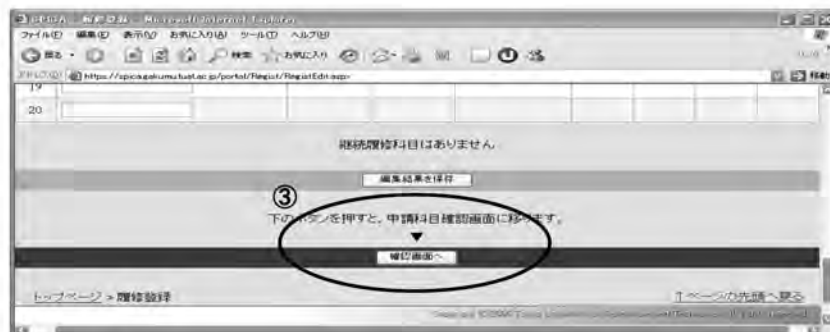 SPICA - 履修登録 - Microsoft Internet Explorer
ファイル(F) 編集(E) 表示(V) お気に入り(A) ツール(T) ヘルプ(H)
戻る 検索 お気に入り
アドレス(D) https://spica.gakumu.tuat.ac.jp/portal/Regist/RegistEdit.aspx 移動
19
20
継続履修科目はありません
編集結果を保存
③
下のボタンを押すと、申請科目確認画面に移ります。
▼
確認画面へ
トップページ > 履修登録 ↑ページの先頭へ戻る